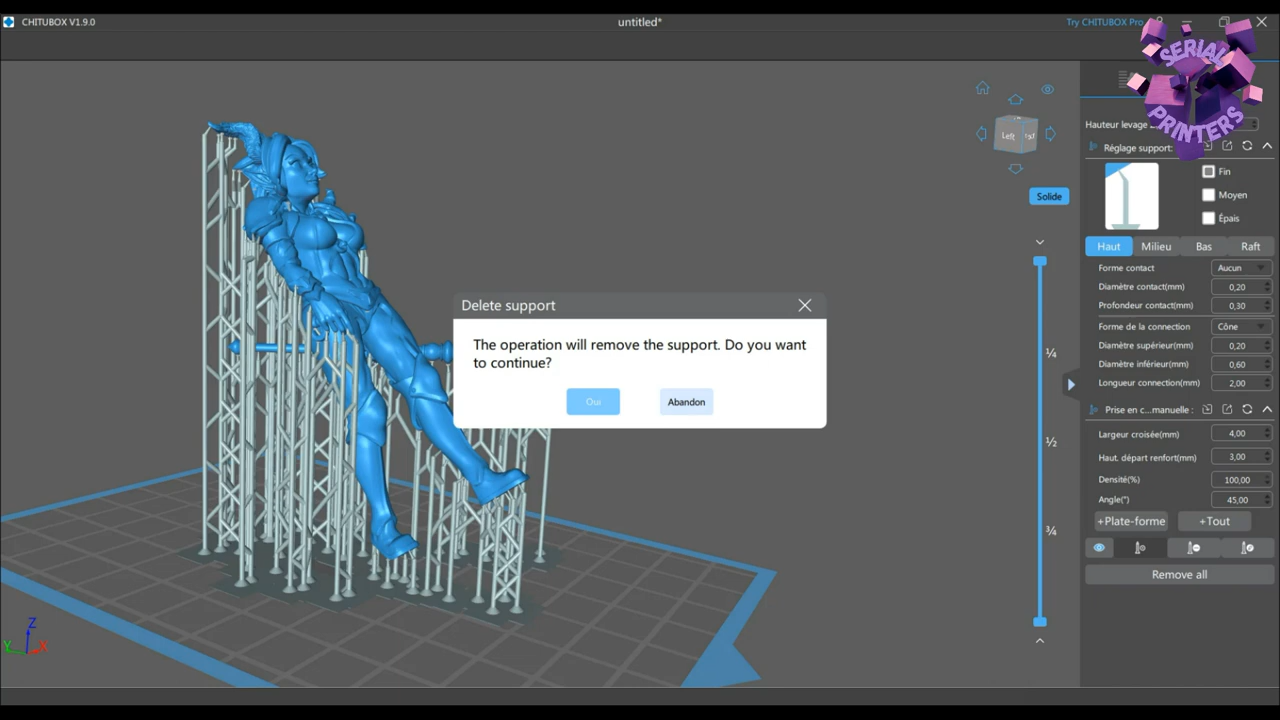 CHITUBOX V1.9.0
untitled*
Try CHITUBOX Pro
SERIAL
PRINTERS
Hauteur levage
Réglage support:
Left
Solide
Fin
Moyen
Épais
Haut Milieu Bas Raft
Forme contact Aucun
Diamètre contact(mm) 0,20
Profondeur contact(mm) 0,30
Forme de la connection Cône
Diamètre supérieur(mm) 0,20
Diamètre inférieur(mm) 0,60
Longueur connection(mm) 2,00
Prise en c...manuelle :
Largeur croisée(mm) 4,00
Haut. départ renfort(mm) 3,00
Densité(%) 100,00
Angle(°) 45,00
+Plate-forme +Tout
Remove all
¼
½
¾
Delete support
The operation will remove the support. Do you want
to continue?
Oui Abandon
Z
Y
X